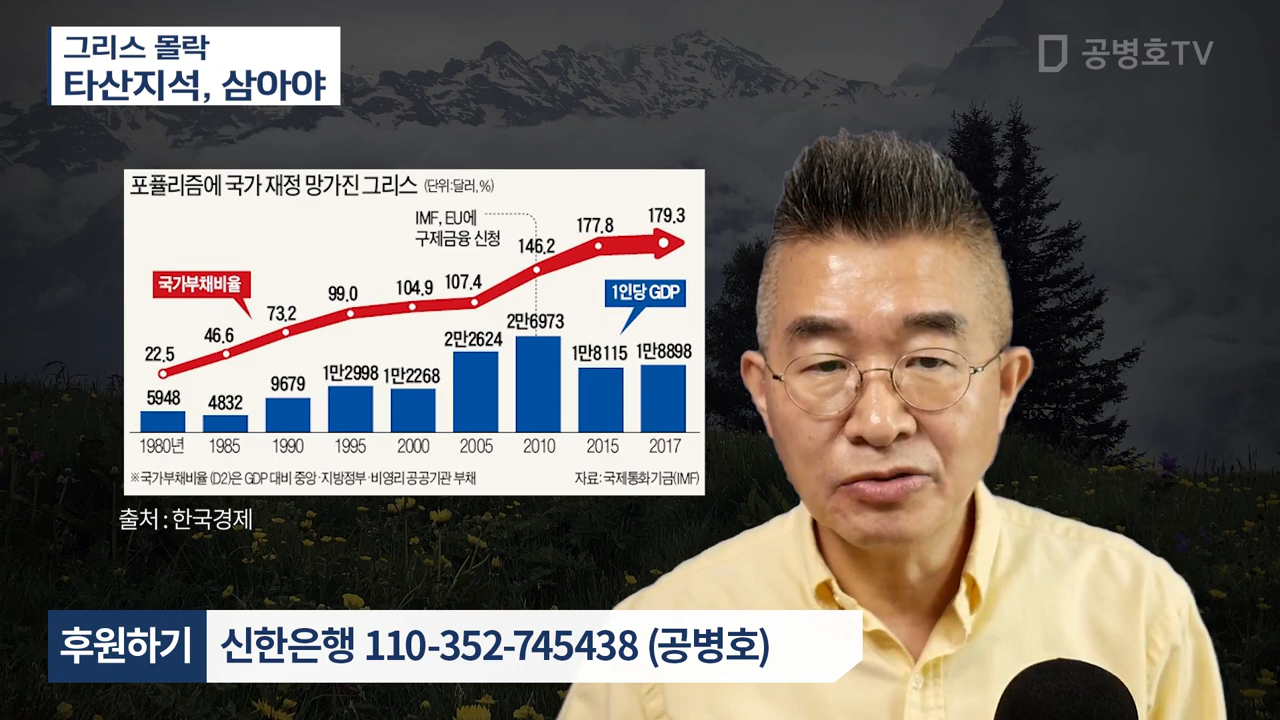 그리스 몰락
타산지석, 삼아야
공병호TV
포퓰리즘에 국가 재정 망가진 그리스 (단위:달러, %)
IMF, EU에
구제금융 신청
국가부채비율
1인당 GDP
22.5 46.6 73.2 99.0 104.9 107.4 146.2 177.8 179.3
5948 4832 9679 1만2998 1만2268 2만2624 2만6973 1만8115 1만8898
1980년 1985 1990 1995 2000 2005 2010 2015 2017
※국가부채비율 (D2)은 GDP 대비 중앙·지방정부·비영리 공공기관 부채 자료: 국제통화기금(IMF)
출처 : 한국경제
후원하기 신한은행 110-352-745438 (공병호)